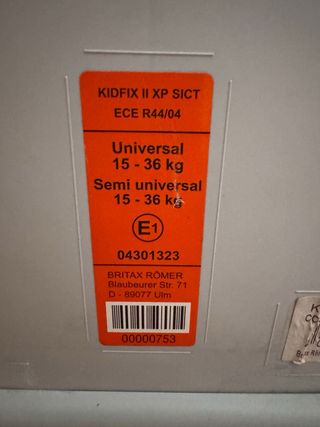 KIDFIX II XP SICT
ECE R44/04
Universal
15 - 36 kg
Semi universal
15 - 36 kg
E1
04301323
BRITAX RÖMER
Blaubeurer Str. 71
D - 89077 Ulm
00000753